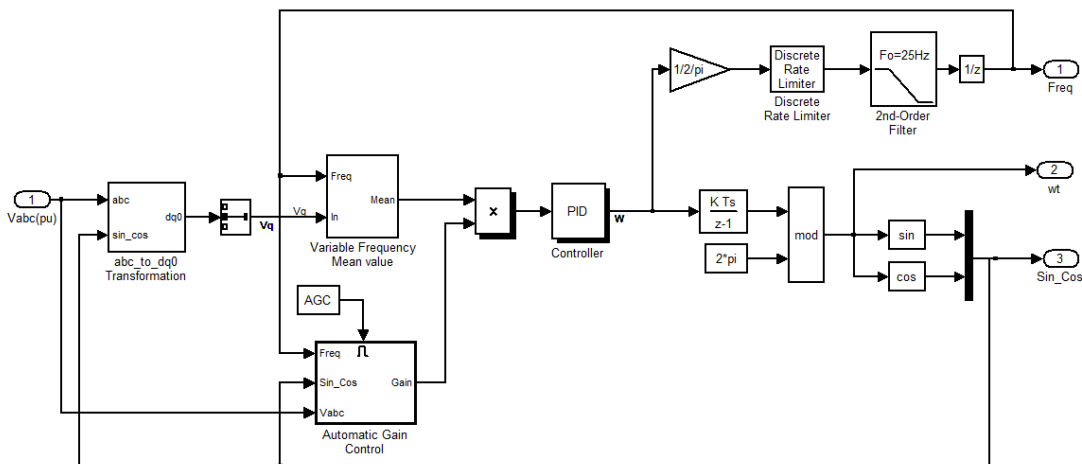 Fo=25Hz
1/2/pi
Discrete
Rate
Limiter
1/z
1
Freq
Discrete
Rate Limiter
2nd-Order
Filter
1
Vabc(pu)
abc
sin_cos
dq0
abc_to_dq0
Transformation
Vq
Vq
Freq
In
Mean
Variable Frequency
Mean value
×
PID
Controller
w
K Ts
z-1
2*pi
mod
sin
cos
2
wt
3
Sin_Cos
AGC
Freq
Sin_Cos
Vabc
Gain
Automatic Gain
Control